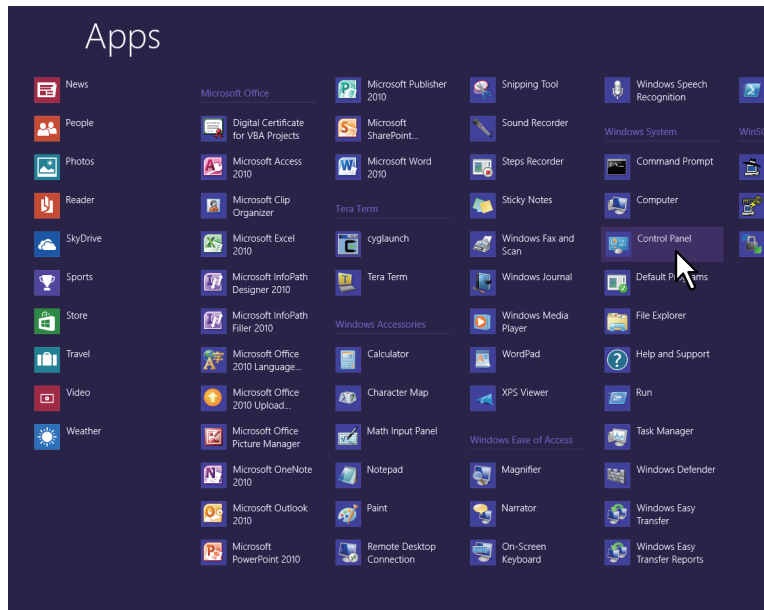 Apps
News
People
Photos
Reader
SkyDrive
Sports
Store
Travel
Video
Weather
Microsoft Office
Digital Certificate
for VBA Projects
Microsoft Access
2010
Microsoft Clip
Organizer
Microsoft Excel
2010
Microsoft InfoPath
Designer 2010
Microsoft InfoPath
Filler 2010
Microsoft Office
2010 Language...
Microsoft Office
2010 Upload...
Microsoft Office
Picture Manager
Microsoft OneNote
2010
Microsoft Outlook
2010
Microsoft
PowerPoint 2010
Microsoft Publisher
2010
Microsoft
SharePoint...
Microsoft Word
2010
Tera Term
cyglaunch
Tera Term
Windows Accessories
Calculator
Character Map
Math Input Panel
Notepad
Paint
Remote Desktop
Connection
Snipping Tool
Sound Recorder
Steps Recorder
Sticky Notes
Windows Fax and
Scan
Windows Journal
Windows Media
Player
WordPad
XPS Viewer
Windows Ease of Access
Magnifier
Narrator
On-Screen
Keyboard
Windows Speech
Recognition
Windows System
Command Prompt
Computer
Control Panel
Default Programs
File Explorer
Help and Support
Run
Task Manager
Windows Defender
Windows Easy
Transfer
Windows Easy
Transfer Reports